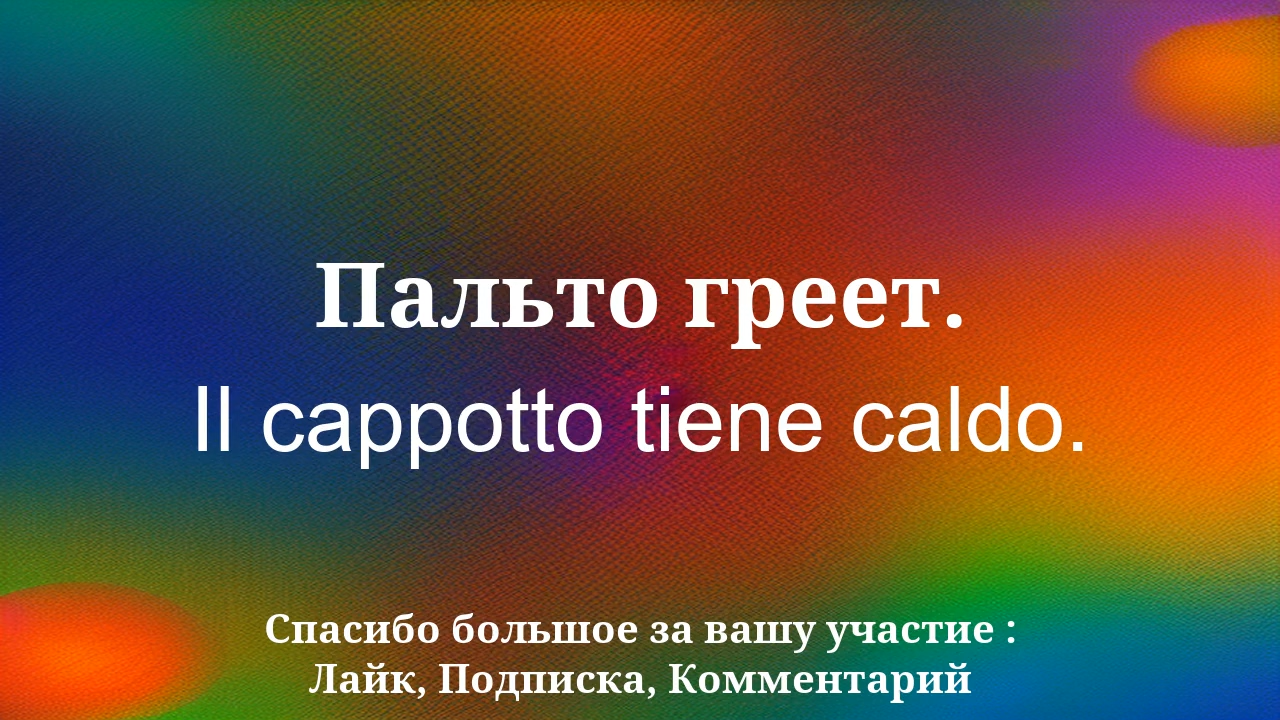 Пальто греет.
Il cappotto tiene caldo.
Спасибо большое за вашу участие :
Лайк, Подписка, Комментарий